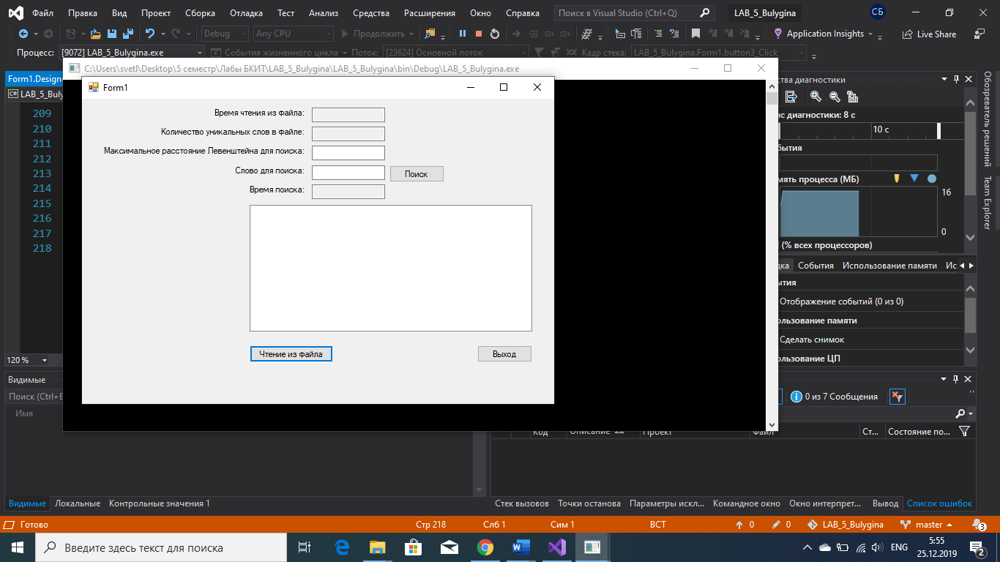 Файл Правка Вид Проект Сборка Отладка Тест Анализ Средства Расширения Окно Справка Поиск в Visual Studio (Ctrl+Q) LAB_5_Bulygina СБ
Debug Any CPU Продолжить Application Insights Live Share
Процесс: [9072] LAB_5_Bulygina.exe События жизненного цикла Поток: [23624] Основной поток Кадр стека: LAB_5_Bulygina.Form1.button3_Click
C:\Users\svetl\Desktop\5 семестр\Лабы БКИТ\LAB_5_Bulygina\LAB_5_Bulygina\bin\Debug\LAB_5_Bulygina.exe
Form1.Design
LAB_5_Buly
209
210
211
212
213
214
215
216
217
218
120 %
Form1
Время чтения из файла:
Количество уникальных слов в файле:
Максимальное расстояние Левенштейна для поиска:
Слово для поиска:
Поиск
Время поиска:
Чтение из файла
Выход
ства диагностики
ис диагностики: 8 с
10 с
бытия
мять процесса (МБ)
16
0
(% всех процессоров)
дка События Использование памяти Ис
бытия
Отображение событий (0 из 0)
ользование памяти
Сделать снимок
ользование ЦП
Обозреватель решений
Team Explorer
Видимые
Поиск (Ctrl+E
Имя
0 из 7 Сообщения
Код Описание Проект Файл Ст... Состояние по...
Видимые Локальные Контрольные значения 1
Стек вызовов Точки останова Параметры искл... Командное окно Окно интерпрет... Вывод Список ошибок
Готово Стр 218 Слб 1 Сим 1 ВСТ 0 0 LAB_5_Bulygina master 3
Введите здесь текст для поиска
ENG
5:55
25.12.2019
2